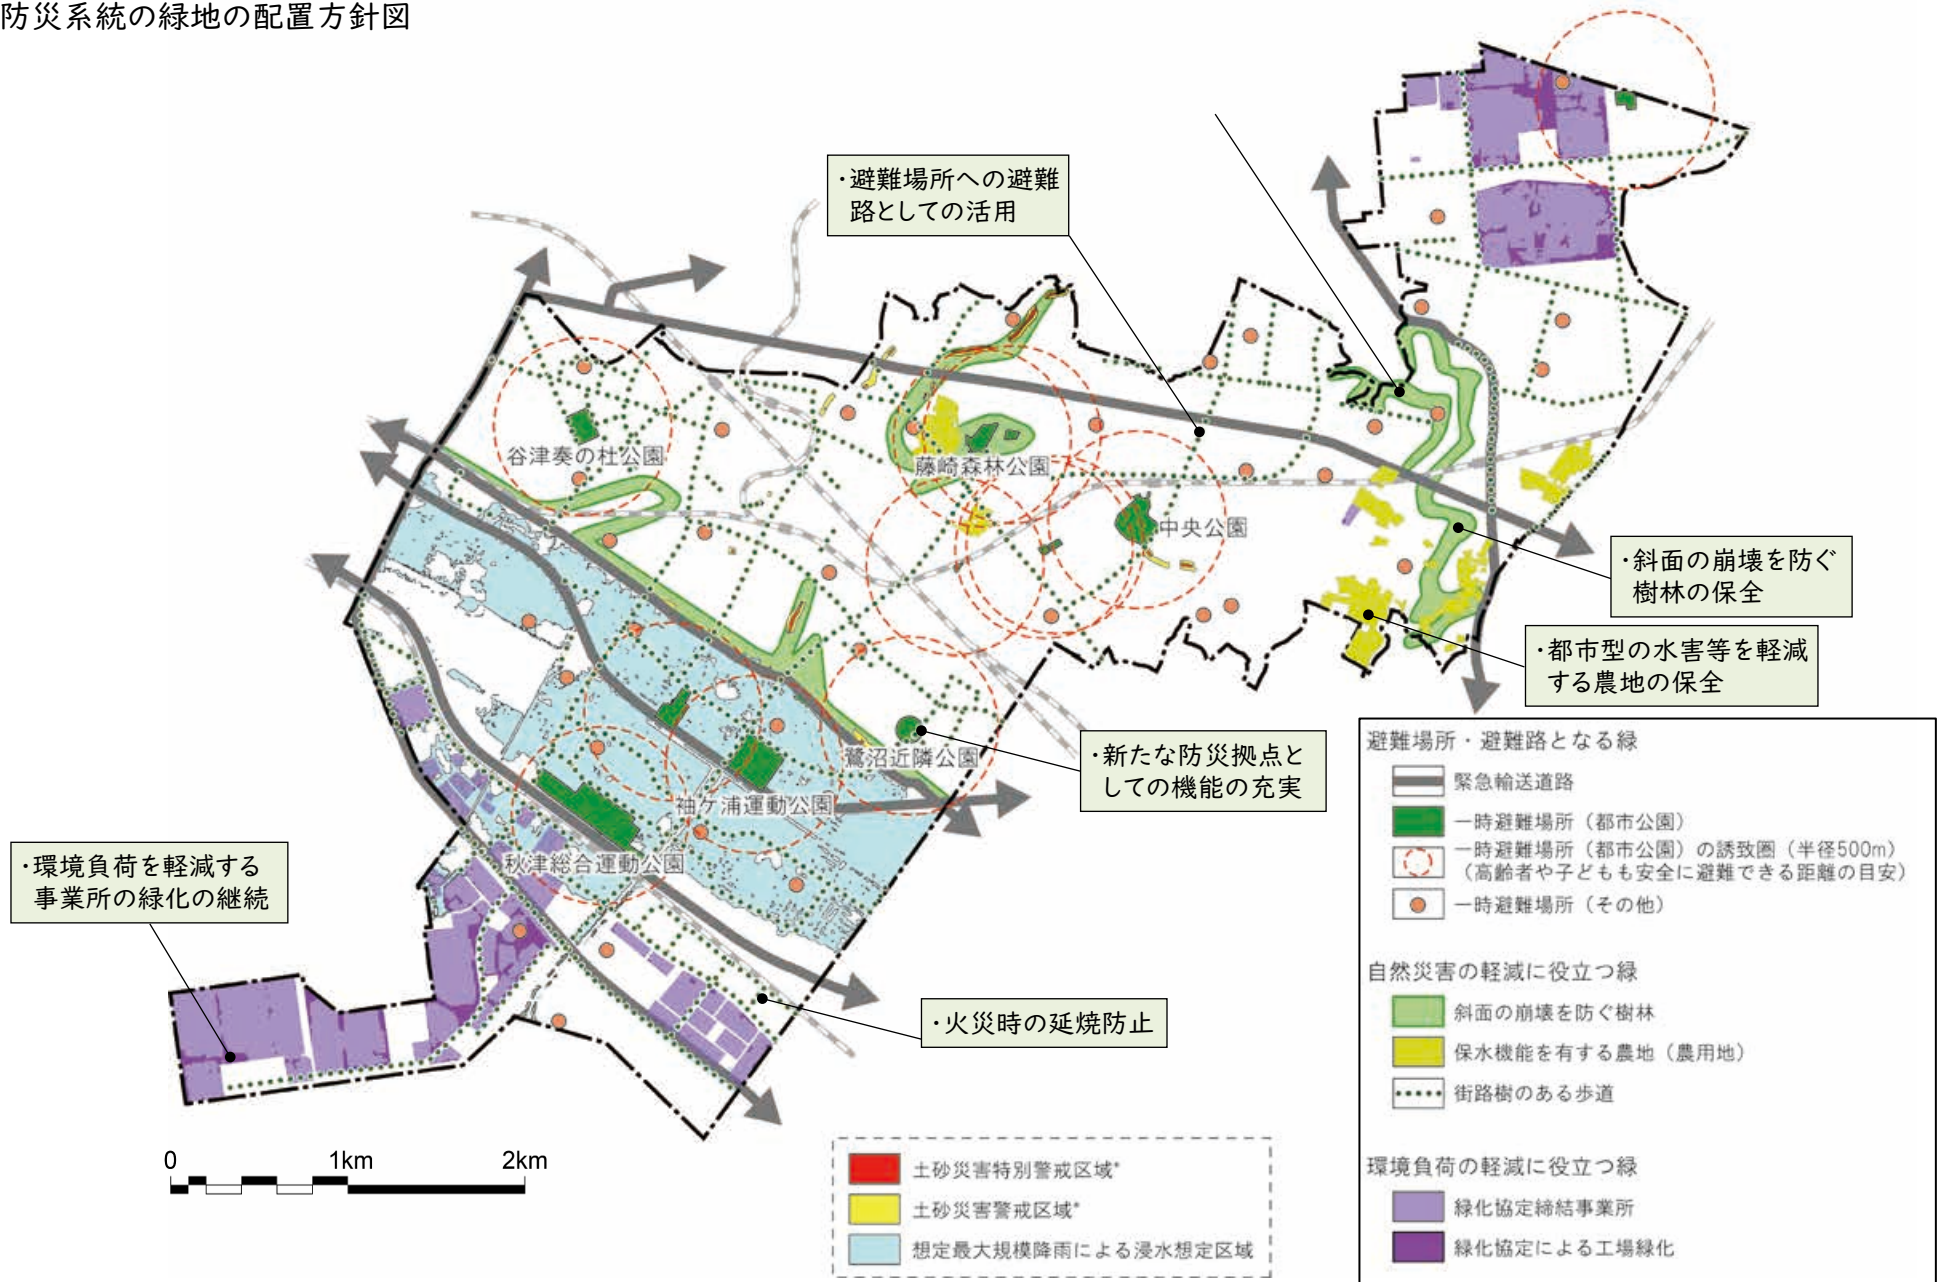 防災系統の緑地の配置方針図
・避難場所への避難
路としての活用
谷津奏の杜公園
藤崎森林公園
中央公園
・斜面の崩壊を防ぐ
樹林の保全
・都市型の水害等を軽減
する農地の保全
鷺沼近隣公園
・新たな防災拠点と
しての機能の充実
袖ケ浦運動公園
秋津総合運動公園
・環境負荷を軽減する
事業所の緑化の継続
・火災時の延焼防止
0 1km 2km
土砂災害特別警戒区域*
土砂災害警戒区域*
想定最大規模降雨による浸水想定区域
避難場所・避難路となる緑
緊急輸送道路
一時避難場所（都市公園）
一時避難場所（都市公園）の誘致圏（半径500m）
（高齢者や子どもも安全に避難できる距離の目安）
一時避難場所（その他）
自然災害の軽減に役立つ緑
斜面の崩壊を防ぐ樹林
保水機能を有する農地（農用地）
街路樹のある歩道
環境負荷の軽減に役立つ緑
緑化協定締結事業所
緑化協定による工場緑化